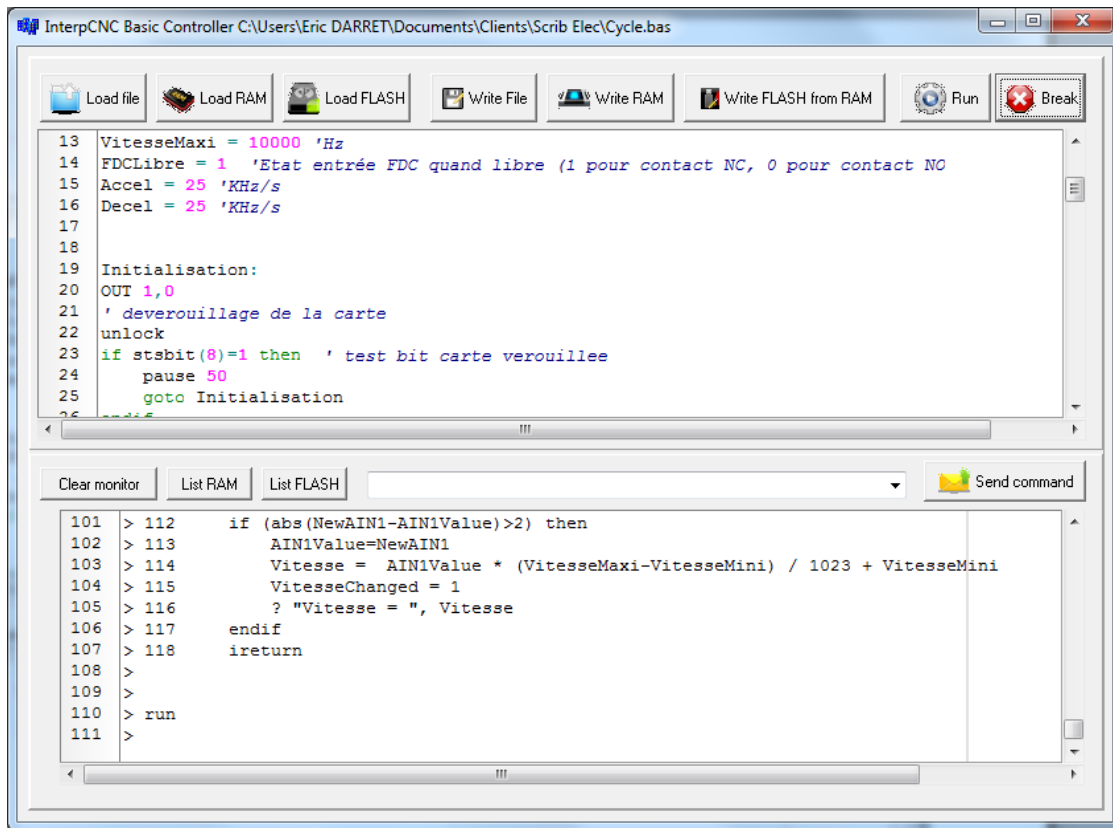 InterpCNC Basic Controller C:\Users\Eric DARRET\Documents\Clients\Scrib Elec\Cycle.bas
Load file Load RAM Load FLASH Write File Write RAM Write FLASH from RAM Run Break
13 VitesseMaxi = 10000 'Hz
14 FDCLibre = 1  'Etat entrée FDC quand libre (1 pour contact NC, 0 pour contact NO
15 Accel = 25 'KHz/s
16 Decel = 25 'KHz/s
17
18
19 Initialisation:
20 OUT 1,0
21 ' deverouillage de la carte
22 unlock
23 if stsbit(8)=1 then  ' test bit carte verouillee
24     pause 50
25     goto Initialisation
26 endif
Clear monitor List RAM List FLASH Send command
101 > 112     if (abs(NewAIN1-AIN1Value)>2) then
102 > 113         AIN1Value=NewAIN1
103 > 114         Vitesse =  AIN1Value * (VitesseMaxi-VitesseMini) / 1023 + VitesseMini
104 > 115         VitesseChanged = 1
105 > 116         ? "Vitesse = ", Vitesse
106 > 117     endif
107 > 118     ireturn
108 >
109 >
110 > run
111 >